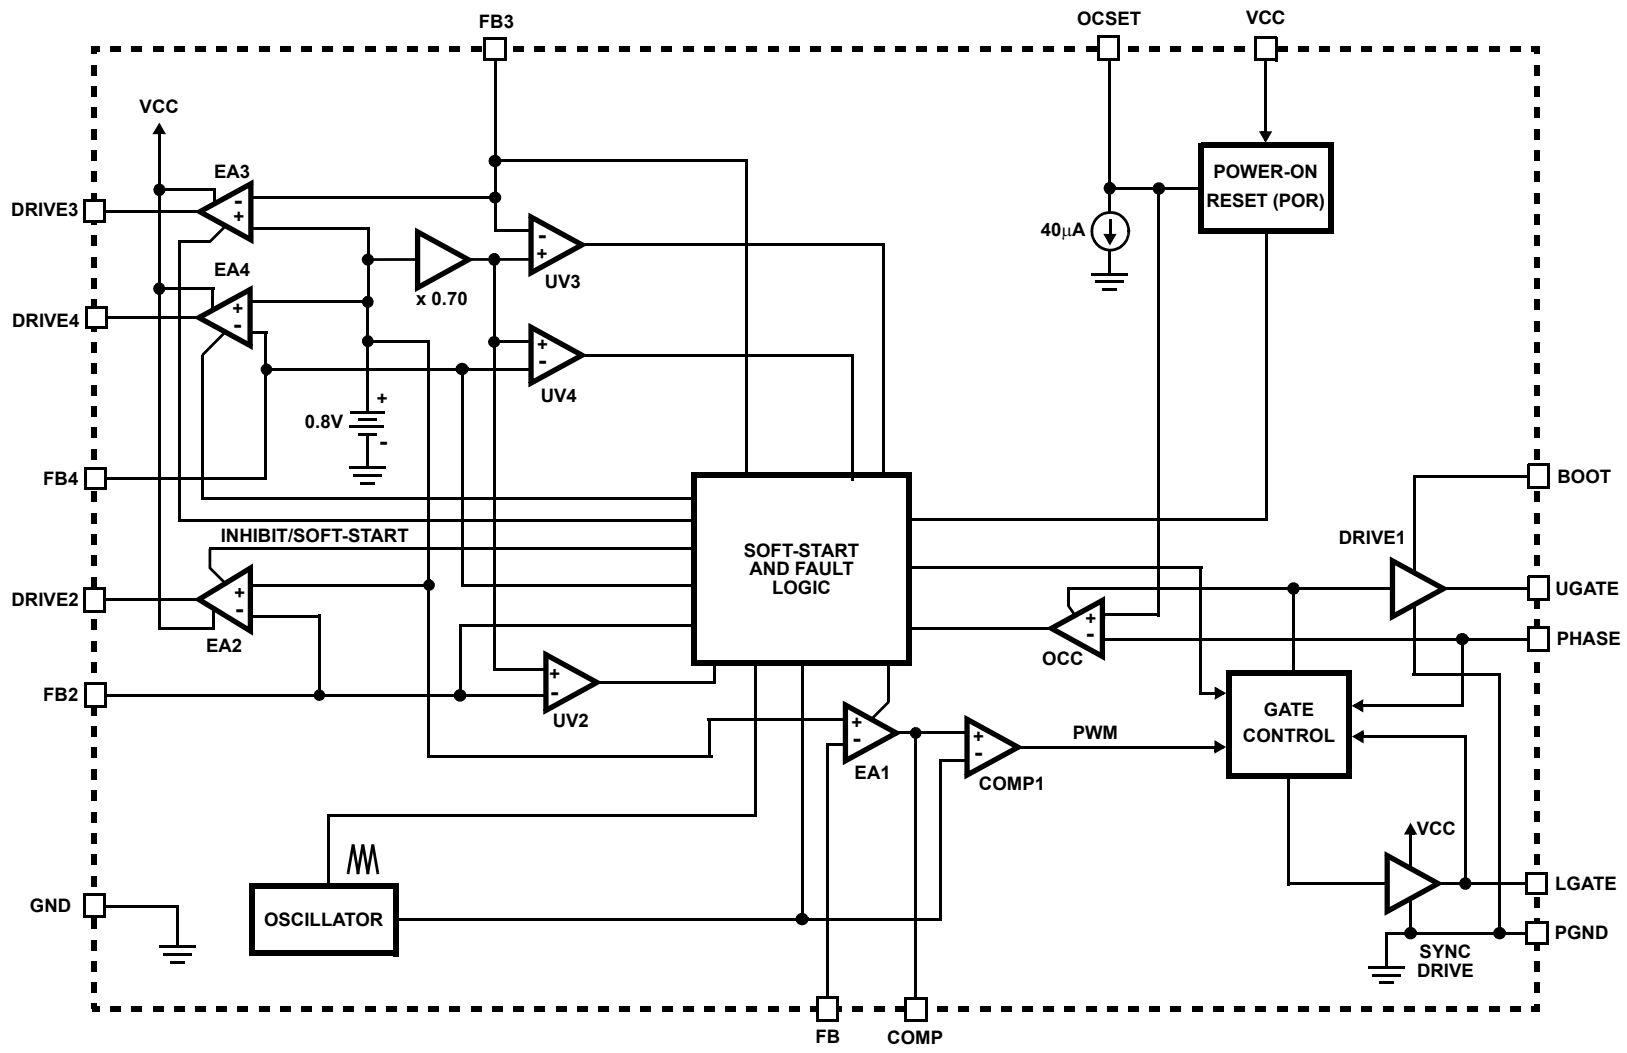 FB3
OCSET
VCC
VCC
EA3
-
+
DRIVE3
POWER-ON
RESET (POR)
40μA
-
+
UV3
EA4
+
-
x 0.70
DRIVE4
+
-
UV4
+
0.8V
-
FB4
BOOT
INHIBIT/SOFT-START
DRIVE1
SOFT-START
AND FAULT
LOGIC
+
-
EA2
DRIVE2
UGATE
+
-
OCC
PHASE
+
-
UV2
FB2
GATE
CONTROL
+
-
EA1
+
-
COMP1
PWM
VCC
OSCILLATOR
LGATE
GND
PGND
SYNC
DRIVE
FB
COMP